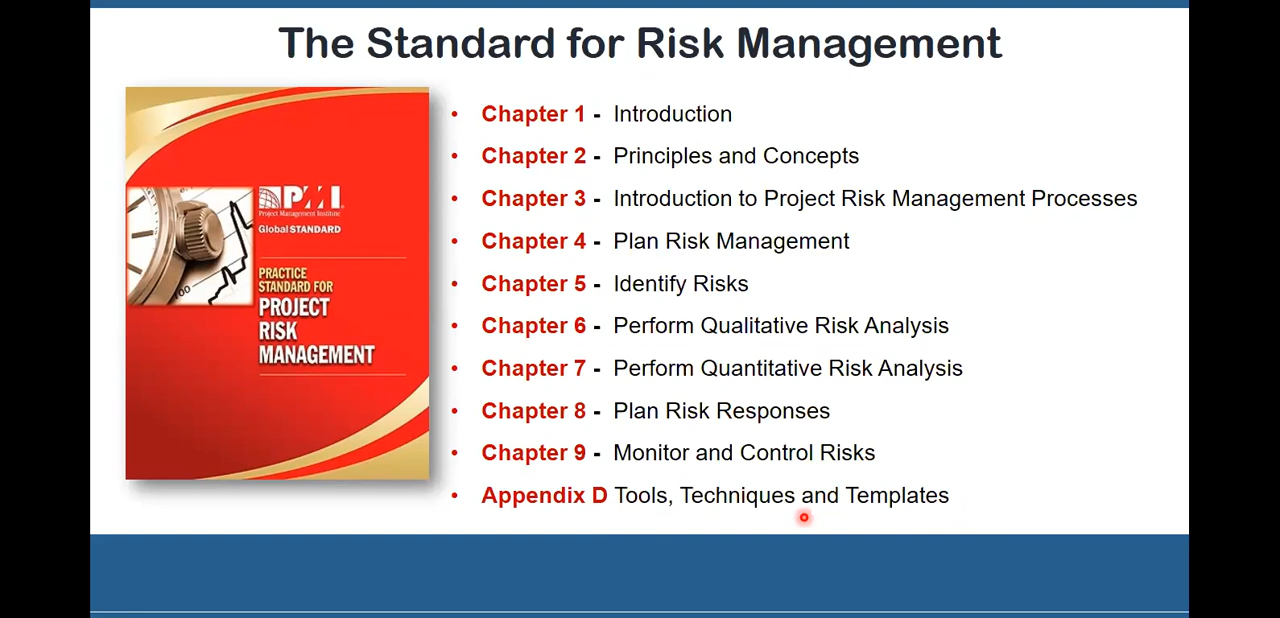 The Standard for Risk Management
PMI
Project Management Institute
Global STANDARD
PRACTICE
STANDARD FOR
PROJECT
RISK
MANAGEMENT
100
• Chapter 1 - Introduction
• Chapter 2 - Principles and Concepts
• Chapter 3 - Introduction to Project Risk Management Processes
• Chapter 4 - Plan Risk Management
• Chapter 5 - Identify Risks
• Chapter 6 - Perform Qualitative Risk Analysis
• Chapter 7 - Perform Quantitative Risk Analysis
• Chapter 8 - Plan Risk Responses
• Chapter 9 - Monitor and Control Risks
• Appendix D Tools, Techniques and Templates